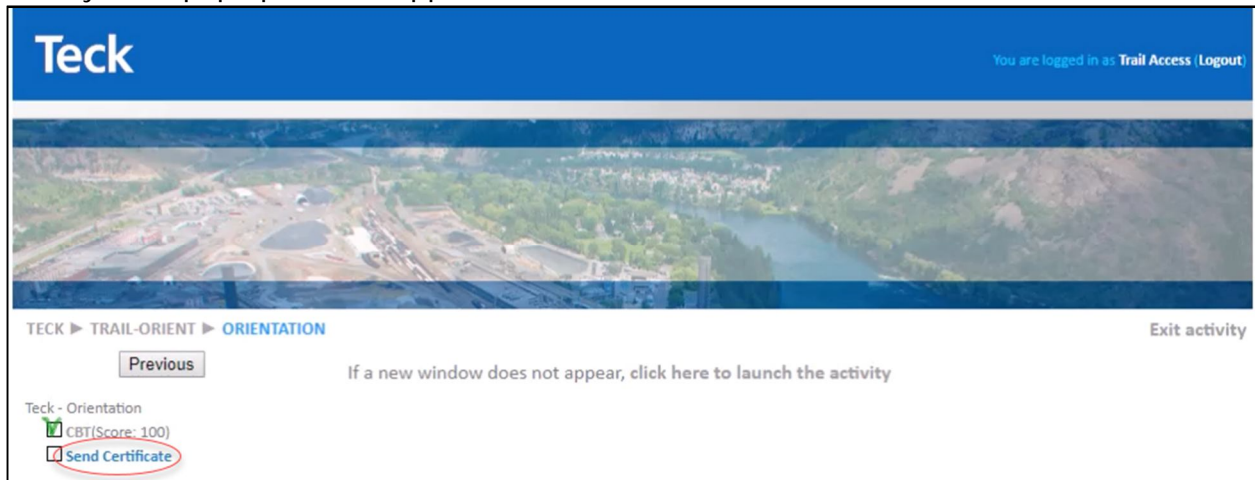 Teck
You are logged in as Trail Access (Logout)
TECK ► TRAIL-ORIENT ► ORIENTATION
Exit activity
Previous
If a new window does not appear, click here to launch the activity
Teck - Orientation
CBT(Score: 100)
Send Certificate